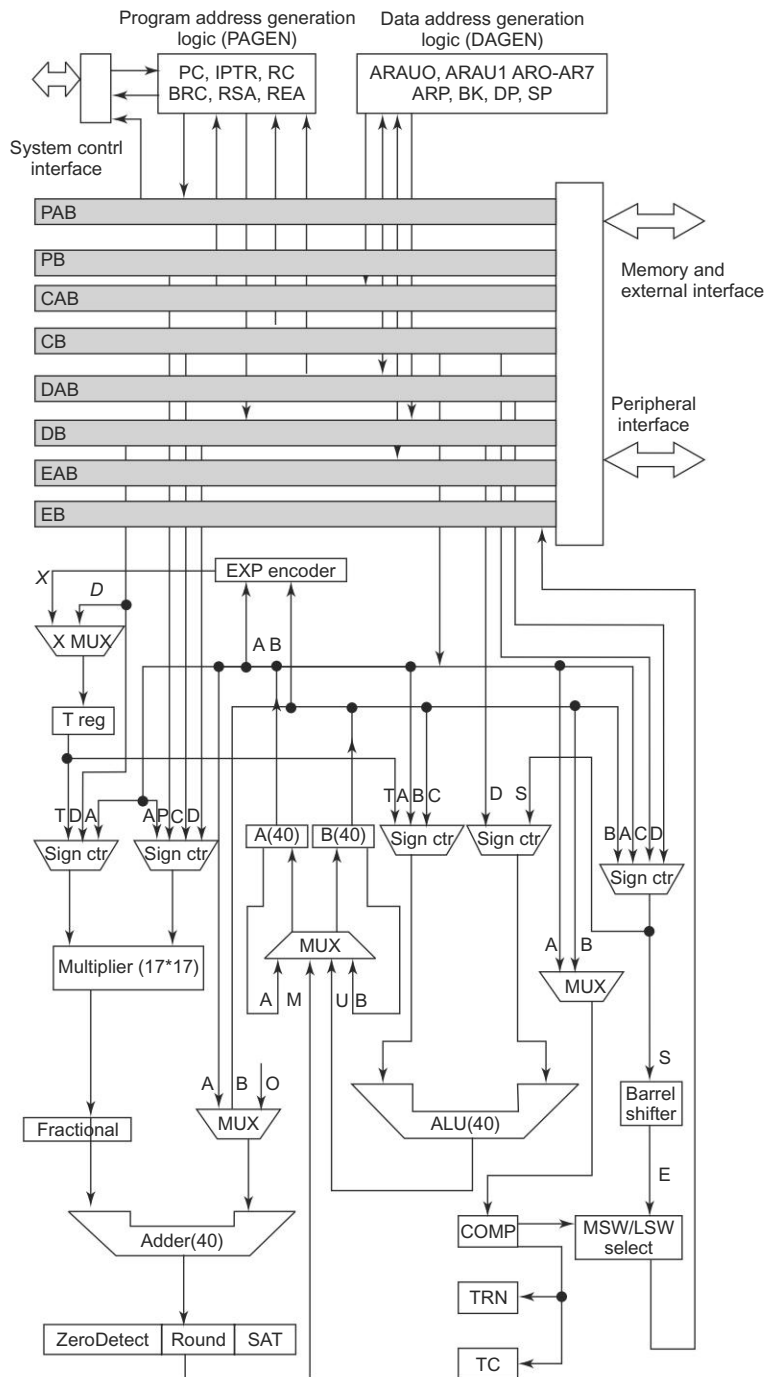 Program address generation
logic (PAGEN)
Data address generation
logic (DAGEN)
PC, IPTR, RC
BRC, RSA, REA
ARAUO, ARAU1 ARO-AR7
ARP, BK, DP, SP
System contrl
interface
PAB
PB
CAB
CB
DAB
DB
EAB
EB
Memory and
external interface
Peripheral
interface
EXP encoder
X
D
X MUX
A B
T reg
T D A
A P C D
Sign ctr
Sign ctr
A(40)
B(40)
T A B C
Sign ctr
D S
Sign ctr
B A C D
Sign ctr
MUX
A M U B
Multiplier (17*17)
A B
MUX
A B O
MUX
Fractional
ALU(40)
S
Barrel
shifter
E
Adder(40)
COMP
MSW/LSW
select
TRN
TC
ZeroDetect
Round
SAT